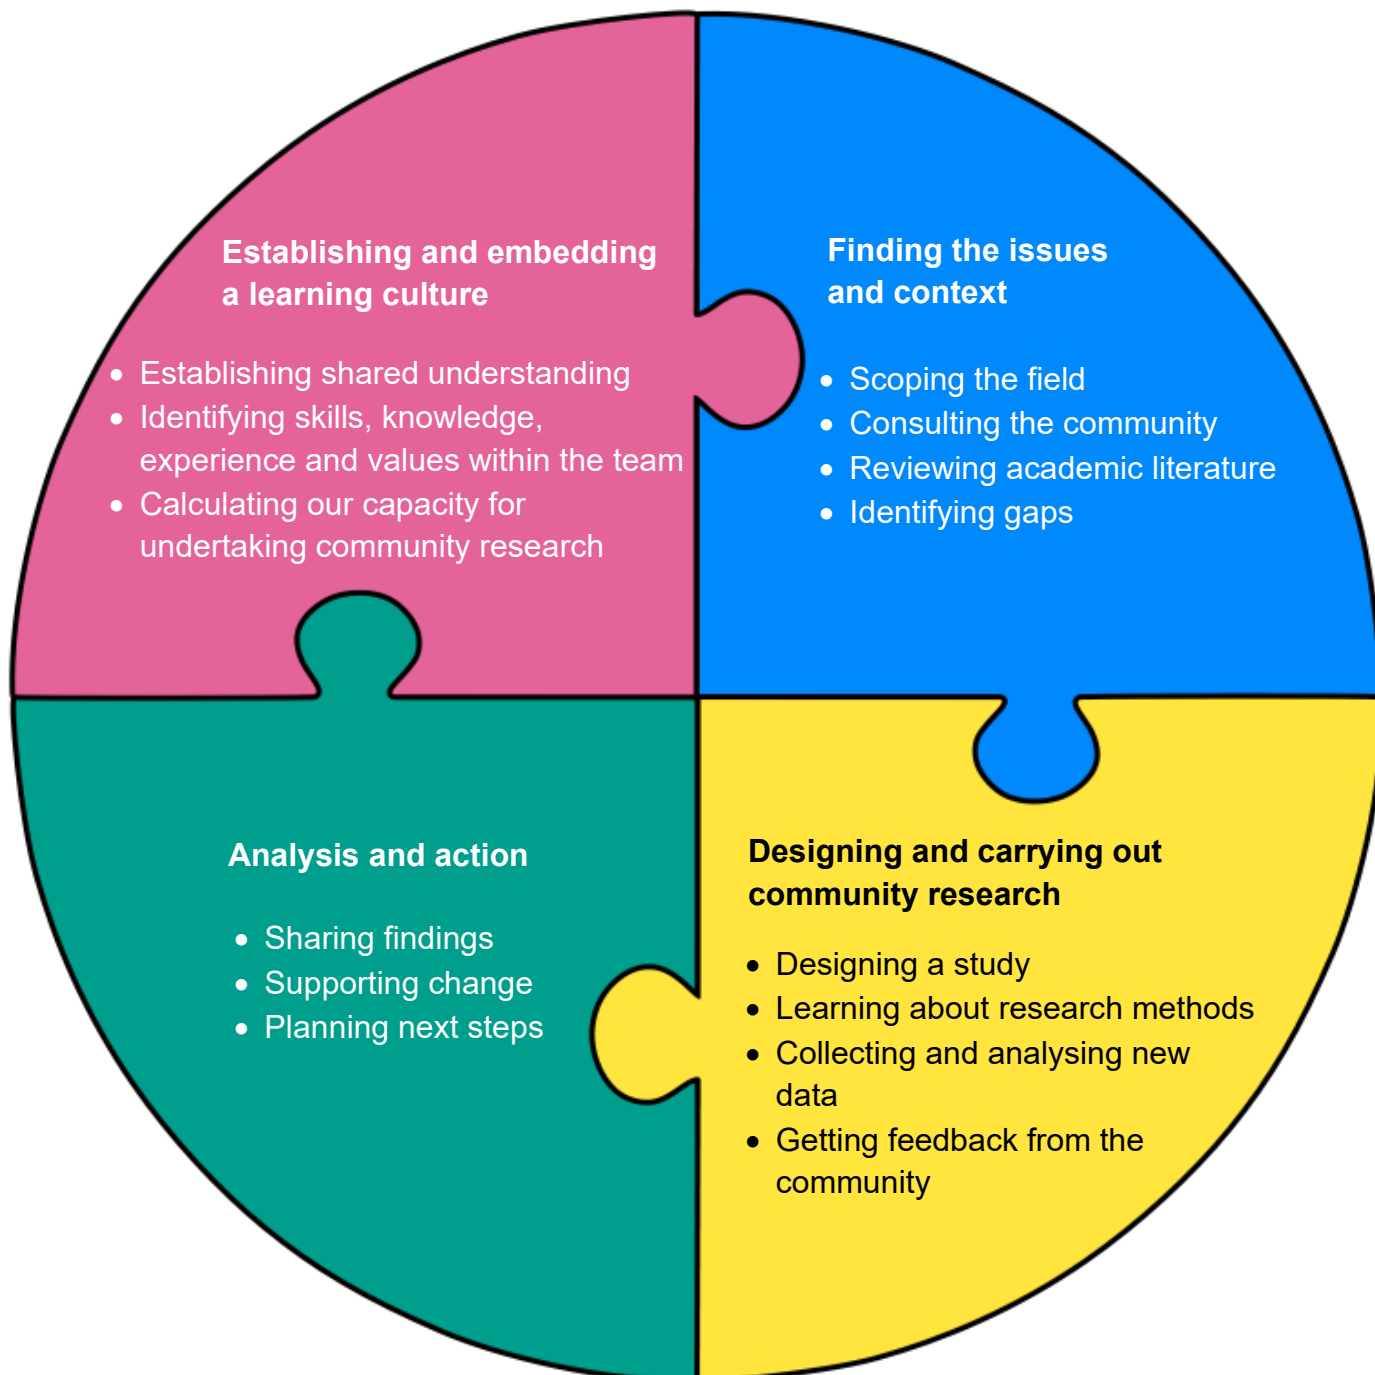 Establishing and embedding
a learning culture
• Establishing shared understanding
• Identifying skills, knowledge,
experience and values within the team
• Calculating our capacity for
undertaking community research
Finding the issues
and context
• Scoping the field
• Consulting the community
• Reviewing academic literature
• Identifying gaps
Analysis and action
• Sharing findings
• Supporting change
• Planning next steps
Designing and carrying out
community research
• Designing a study
• Learning about research methods
• Collecting and analysing new
data
• Getting feedback from the
community